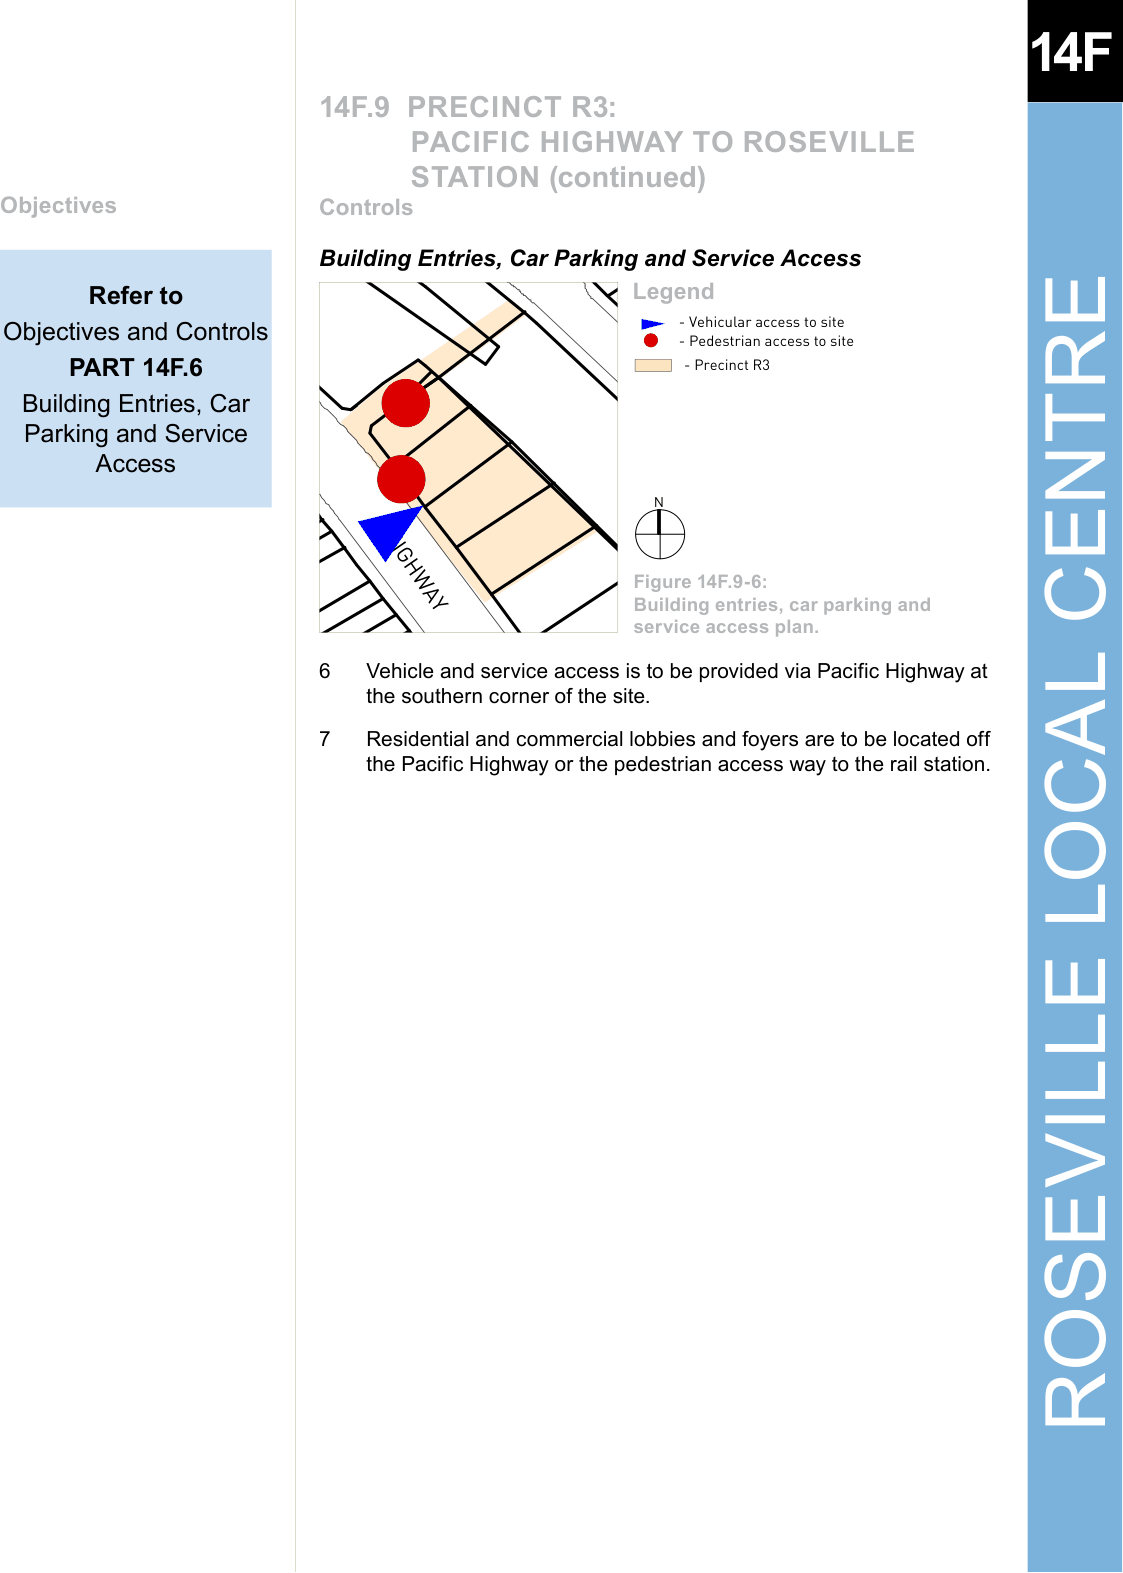 14F
14F.9 PRECINCT R3:
PACIFIC HIGHWAY TO ROSEVILLE
STATION (continued)
Objectives
Controls
Refer to
Objectives and Controls
PART 14F.6
Building Entries, Car
Parking and Service
Access
Building Entries, Car Parking and Service Access
IGHWAY
Legend
- Vehicular access to site
- Pedestrian access to site
- Precinct R3
N
Figure 14F.9-6:
Building entries, car parking and
service access plan.
6 Vehicle and service access is to be provided via Pacific Highway at
the southern corner of the site.
7 Residential and commercial lobbies and foyers are to be located off
the Pacific Highway or the pedestrian access way to the rail station.
ROSEVILLE LOCAL CENTRE